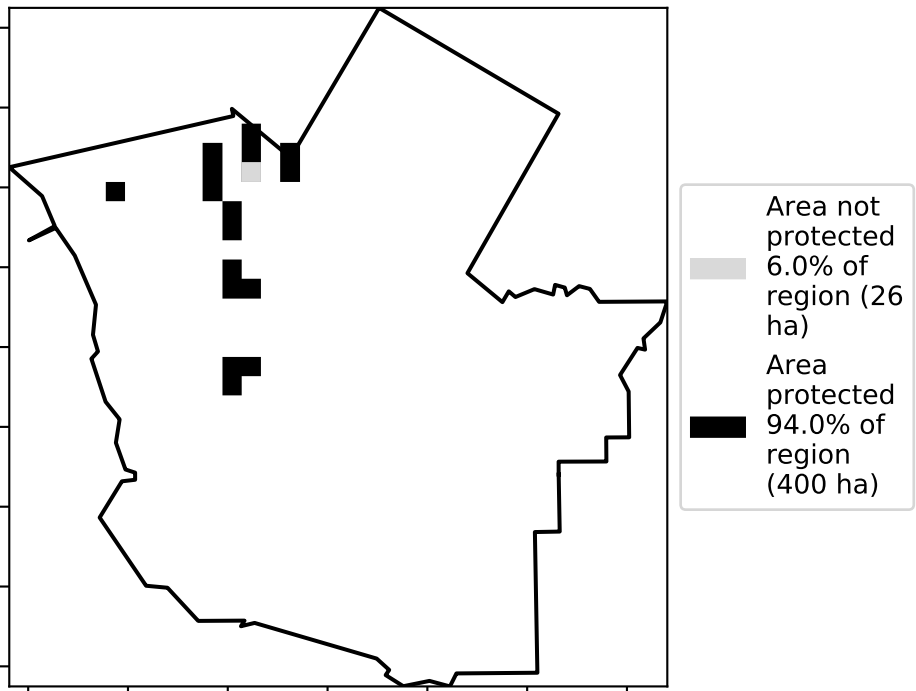 Area not
protected
6.0% of
region (26
ha)
Area
protected
94.0% of
region
(400 ha)